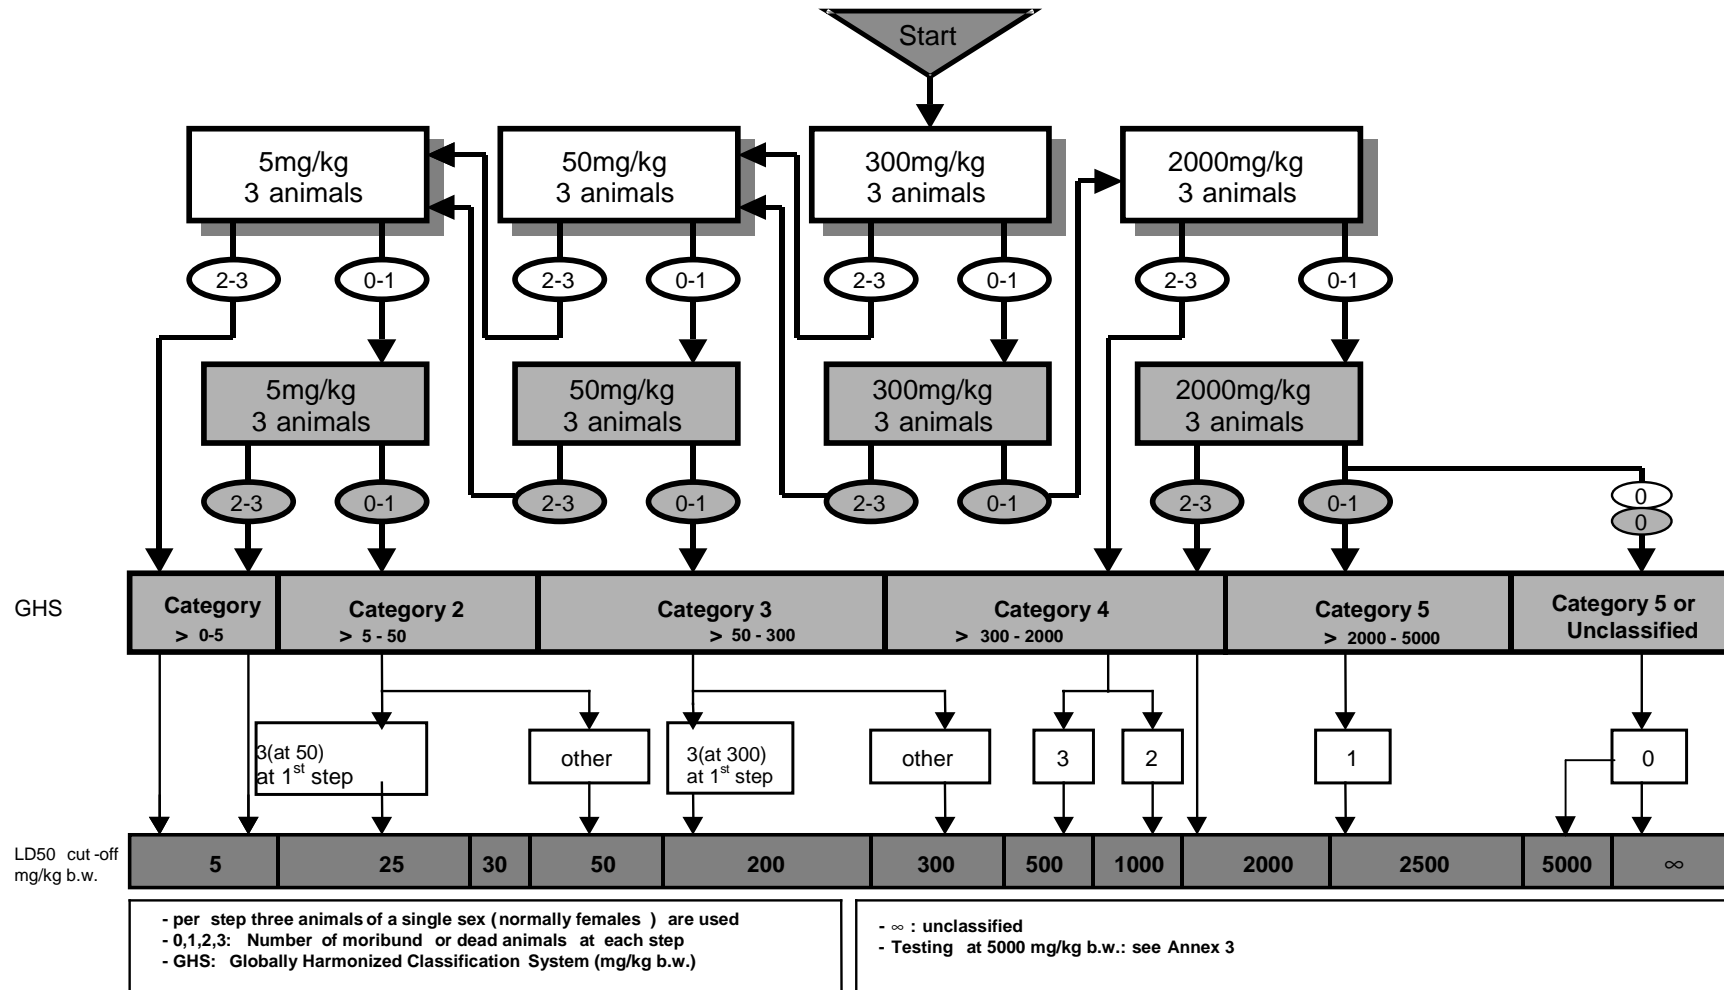 Start
5mg/kg
3 animals
50mg/kg
3 animals
300mg/kg
3 animals
2000mg/kg
3 animals
2-3
0-1
2-3
0-1
2-3
0-1
2-3
0-1
5mg/kg
3 animals
50mg/kg
3 animals
300mg/kg
3 animals
2000mg/kg
3 animals
2-3
0-1
2-3
0-1
2-3
0-1
2-3
0-1
0
0
GHS
Category
> 0-5
Category 2
> 5 - 50
Category 3
> 50 - 300
Category 4
> 300 - 2000
Category 5
> 2000 - 5000
Category 5 or
Unclassified
3(at 50)
at 1st step
other
3(at 300)
at 1st step
other
3
2
1
0
LD50 cut-off
mg/kg b.w.
5
25
30
50
200
300
500
1000
2000
2500
5000
∞
- per step three animals of a single sex (normally females ) are used
- 0,1,2,3: Number of moribund or dead animals at each step
- GHS: Globally Harmonized Classification System (mg/kg b.w.)
- ∞ : unclassified
- Testing at 5000 mg/kg b.w.: see Annex 3